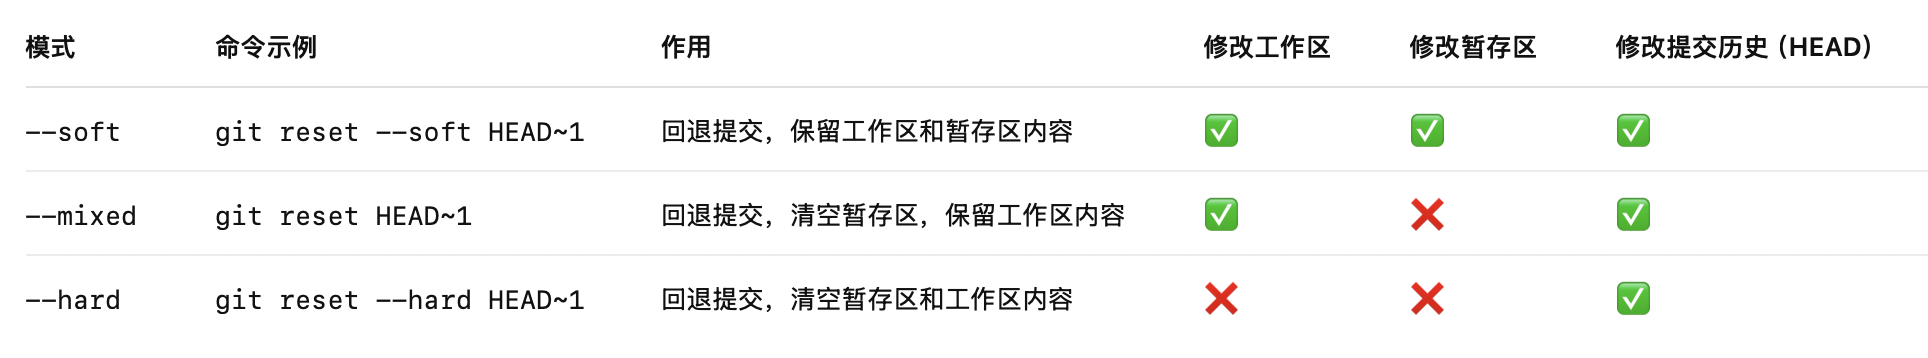 模式 命令示例 作用 修改工作区 修改暂存区 修改提交历史（HEAD）
--soft git reset --soft HEAD~1 回退提交，保留工作区和暂存区内容 ✅ ✅ ✅
--mixed git reset HEAD~1 回退提交，清空暂存区，保留工作区内容 ✅ ❌ ✅
--hard git reset --hard HEAD~1 回退提交，清空暂存区和工作区内容 ❌ ❌ ✅